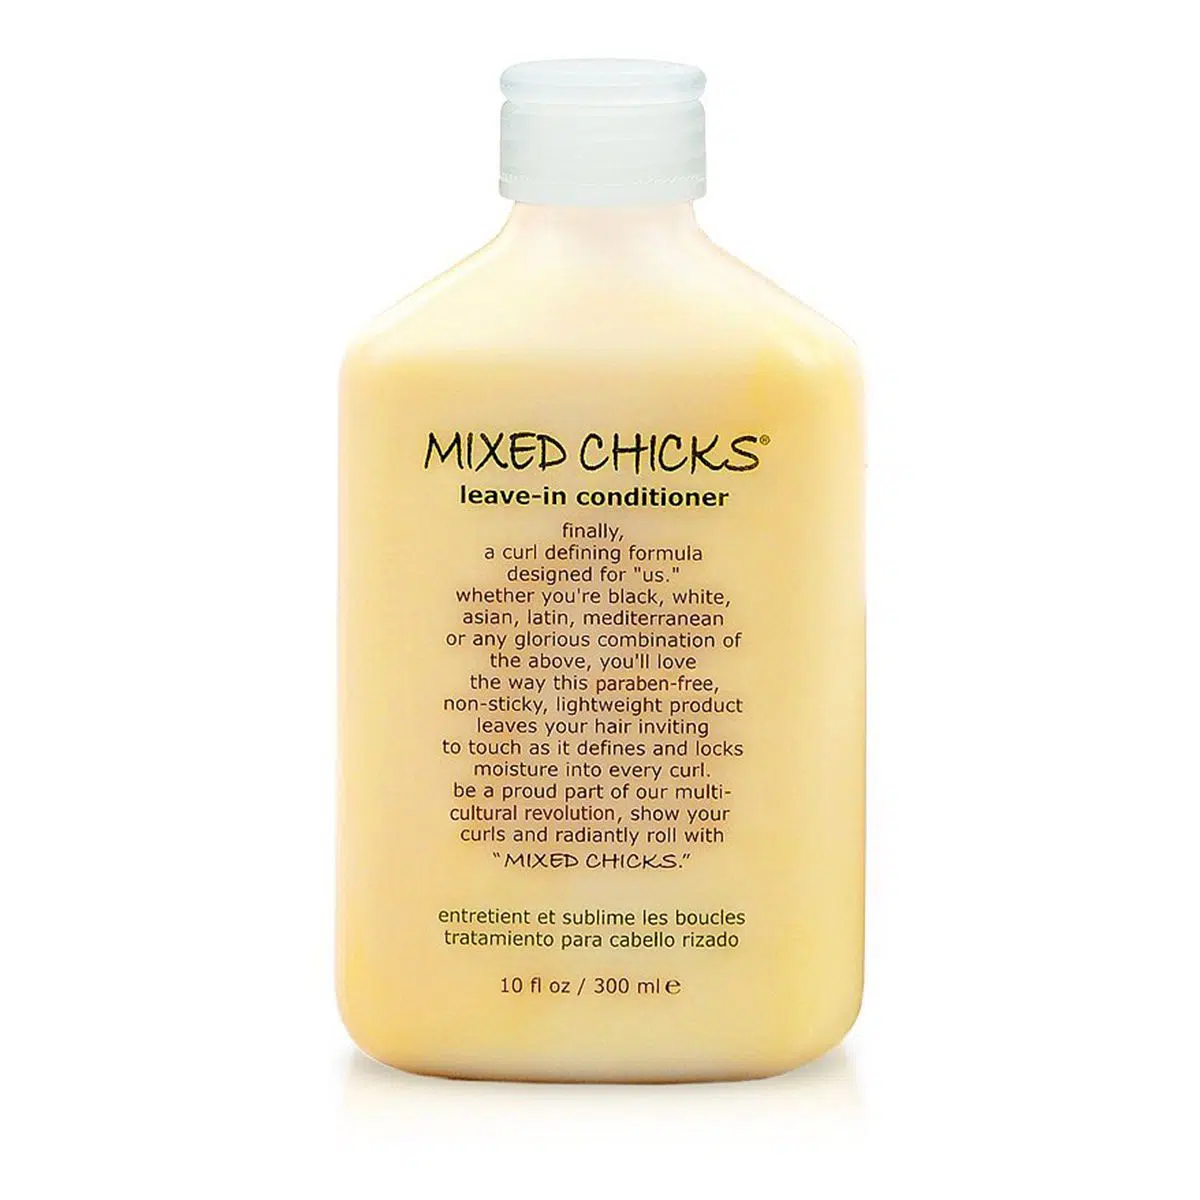 MIXED CHICKS®
leave-in conditioner
finally,
a curl defining formula
designed for "us."
whether you're black, white,
asian, latin, mediterranean
or any glorious combination of
the above, you'll love
the way this paraben-free,
non-sticky, lightweight product
leaves your hair inviting
to touch as it defines and locks
moisture into every curl.
be a proud part of our multi-
cultural revolution, show your
curls and radiantly roll with
"MIXED CHICKS."
entretient et sublime les boucles
tratamiento para cabello rizado
10 fl oz / 300 ml ℮